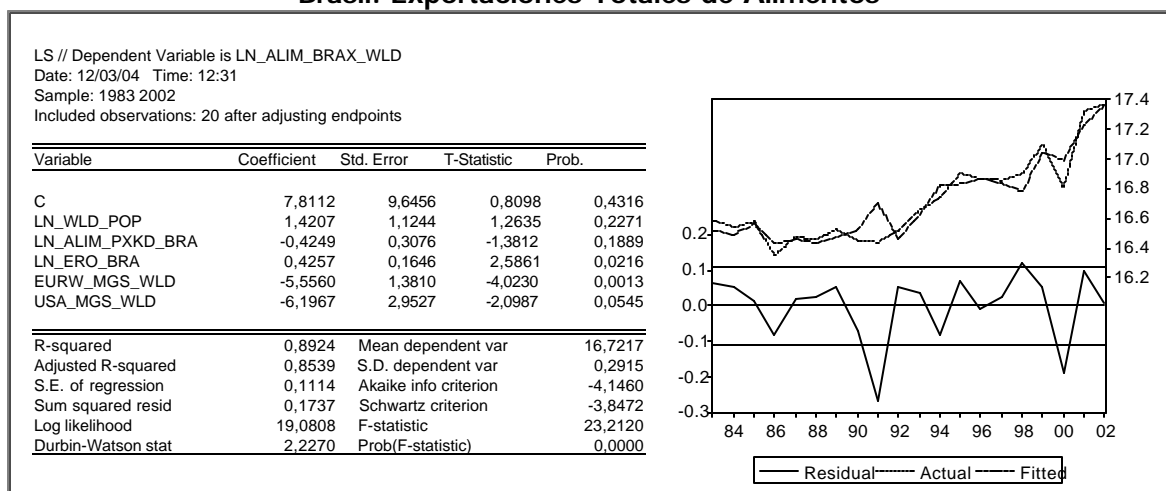 Brasil: Exportaciones Totales de Alimentos
LS // Dependent Variable is LN_ALIM_BRAX_WLD
Date: 12/03/04 Time: 12:31
Sample: 1983 2002
Included observations: 20 after adjusting endpoints
Variable Coefficient Std. Error T-Statistic Prob.
C 7,8112 9,6456 0,8098 0,4316
LN_WLD_POP 1,4207 1,1244 1,2635 0,2271
LN_ALIM_PXKD_BRA -0,4249 0,3076 -1,3812 0,1889
LN_ERO_BRA 0,4257 0,1646 2,5861 0,0216
EURW_MGS_WLD -5,5560 1,3810 -4,0230 0,0013
USA_MGS_WLD -6,1967 2,9527 -2,0987 0,0545
R-squared 0,8924 Mean dependent var 16,7217
Adjusted R-squared 0,8539 S.D. dependent var 0,2915
S.E. of regression 0,1114 Akaike info criterion -4,1460
Sum squared resid 0,1737 Schwartz criterion -3,8472
Log likelihood 19,0808 F-statistic 23,2120
Durbin-Watson stat 2,2270 Prob(F-statistic) 0,0000
17.4
17.2
17.0
16.8
16.6
16.4
16.2
0.2
0.1
0.0
-0.1
-0.2
-0.3
84 86 88 90 92 94 96 98 00 02
Residual Actual Fitted